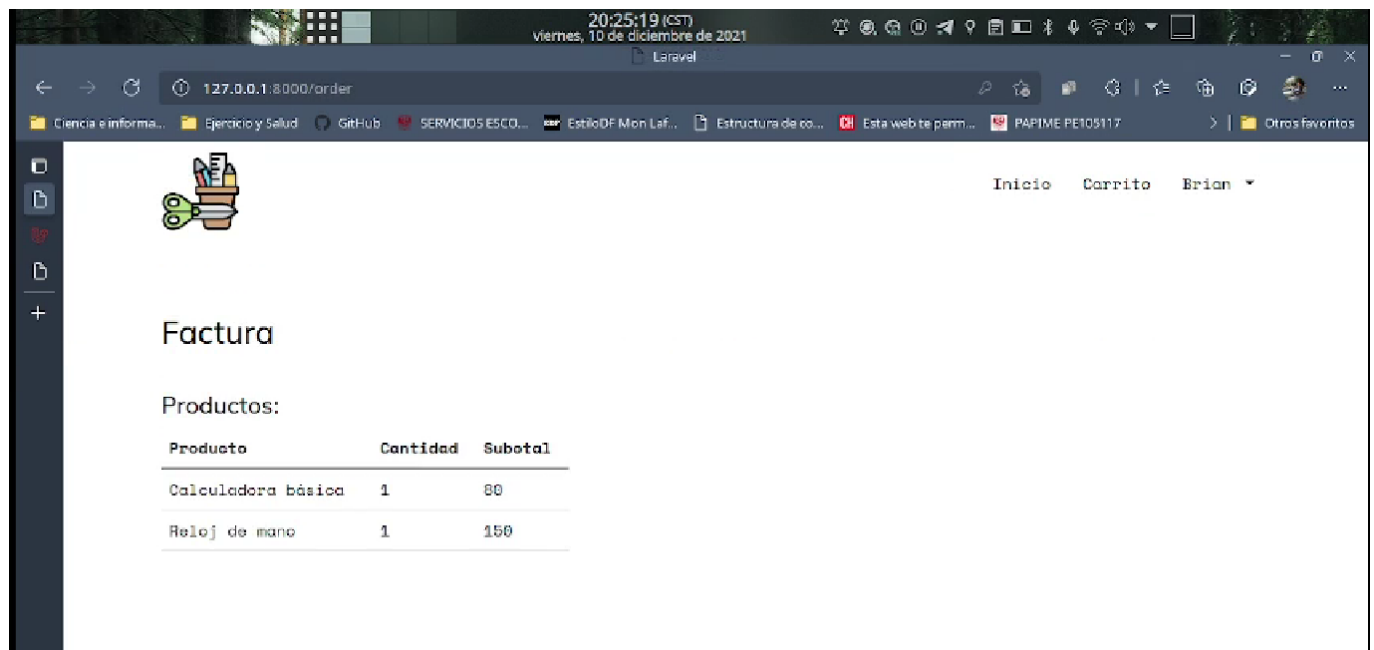 20:25:19 (CST)
viernes, 10 de diciembre de 2021
Laravel
127.0.0.1:8000/order
Ciencia e informa... Ejercicio y Salud GitHub SERVICIOS ESCO... EstiloDF Mon Laf... Estructura de co... Esta web te perm... PAPIME PE105117 Otros favoritos
Inicio Carrito Brian
Factura
Productos:
Producto Cantidad Subotal
Calculadora básica 1 80
Reloj de mano 1 150